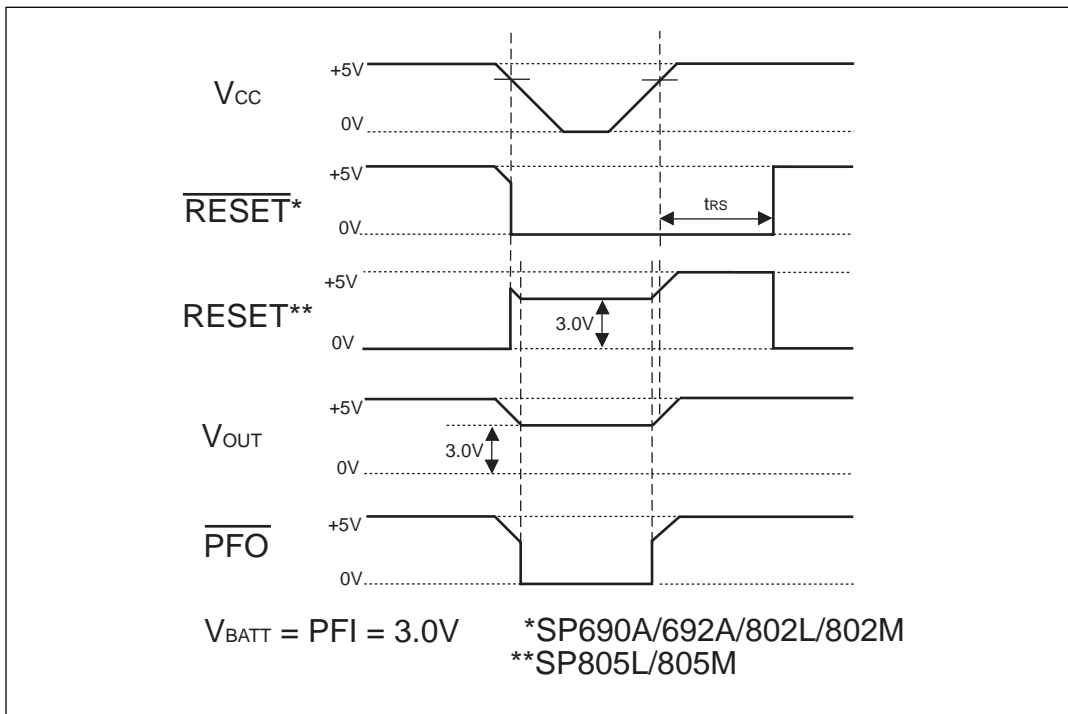 +5V
VCC
0V
+5V
RESET*
tRS
0V
+5V
RESET**
3.0V
0V
+5V
VOUT
3.0V
0V
+5V
PFO
0V
VBATT = PFI = 3.0V
*SP690A/692A/802L/802M
**SP805L/805M